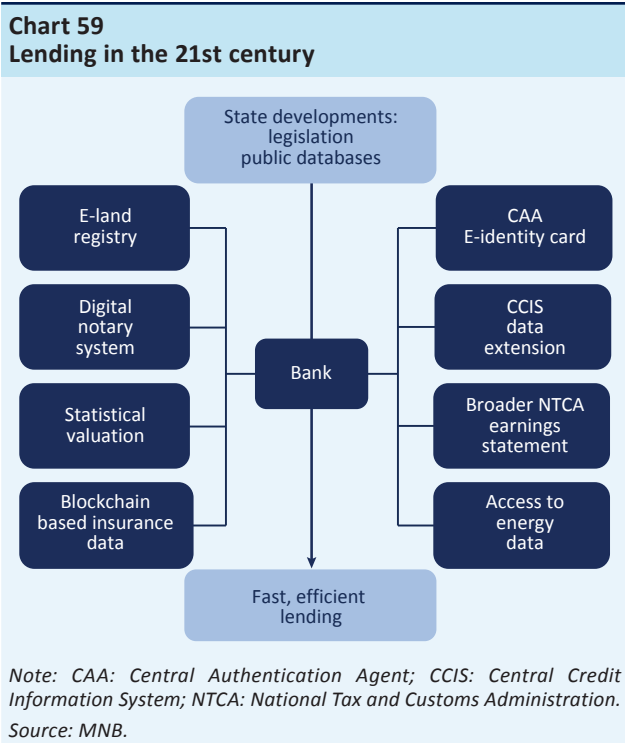 Chart 59
Lending in the 21st century
State developments:
legislation
public databases
E-land
registry
CAA
E-identity card
Digital
notary
system
CCIS
data
extension
Bank
Statistical
valuation
Broader NTCA
earnings
statement
Blockchain
based insurance
data
Access to
energy
data
Fast, efficient
lending
Note: CAA: Central Authentication Agent; CCIS: Central Credit
Information System; NTCA: National Tax and Customs Administration.
Source: MNB.